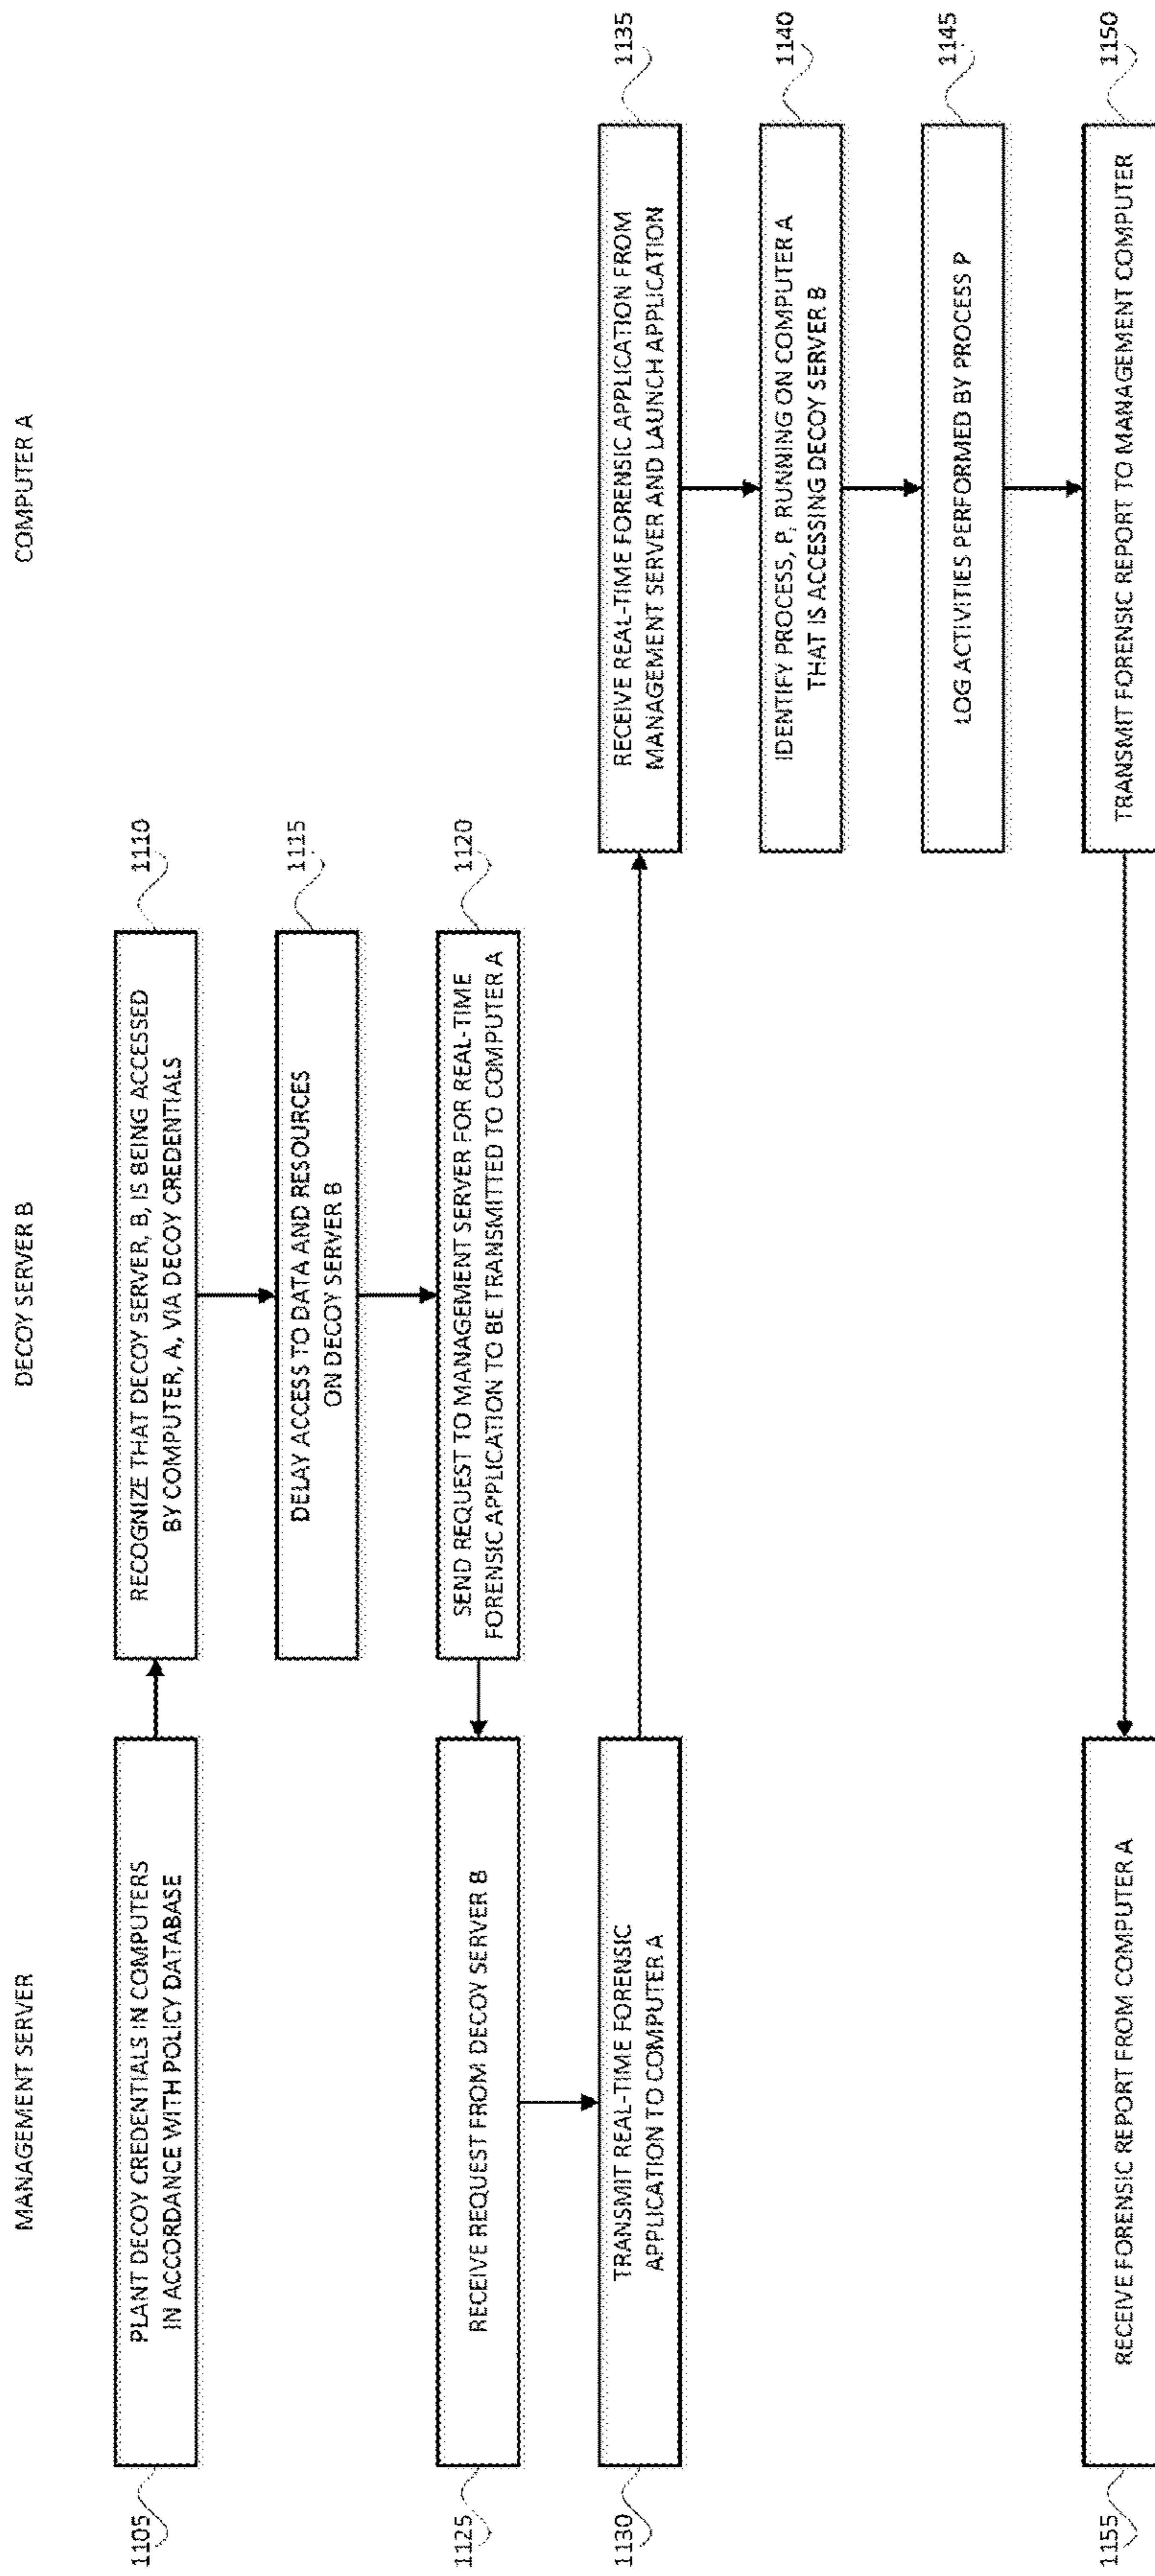 MANAGEMENT SERVER
DECOY SERVER B
COMPUTER A
1105
PLANT DECOY CREDENTIALS IN COMPUTERS
IN ACCORDANCE WITH POLICY DATABASE
RECOGNIZE THAT DECOY SERVER, B, IS BEING ACCESSED
BY COMPUTER, A, VIA DECOY CREDENTIALS
1110
DELAY ACCESS TO DATA AND RESOURCES
ON DECOY SERVER B
1115
1125
RECEIVE REQUEST FROM DECOY SERVER B
SEND REQUEST TO MANAGEMENT SERVER FOR REAL-TIME
FORENSIC APPLICATION TO BE TRANSMITTED TO COMPUTER A
1120
1130
TRANSMIT REAL-TIME FORENSIC
APPLICATION TO COMPUTER A
RECEIVE REAL-TIME FORENSIC APPLICATION FROM
MANAGEMENT SERVER AND LAUNCH APPLICATION
1135
IDENTIFY PROCESS, P, RUNNING ON COMPUTER A
THAT IS ACCESSING DECOY SERVER B
1140
LOG ACTIVITIES PERFORMED BY PROCESS P
1145
1155
RECEIVE FORENSIC REPORT FROM COMPUTER A
TRANSMIT FORENSIC REPORT TO MANAGEMENT COMPUTER
1150